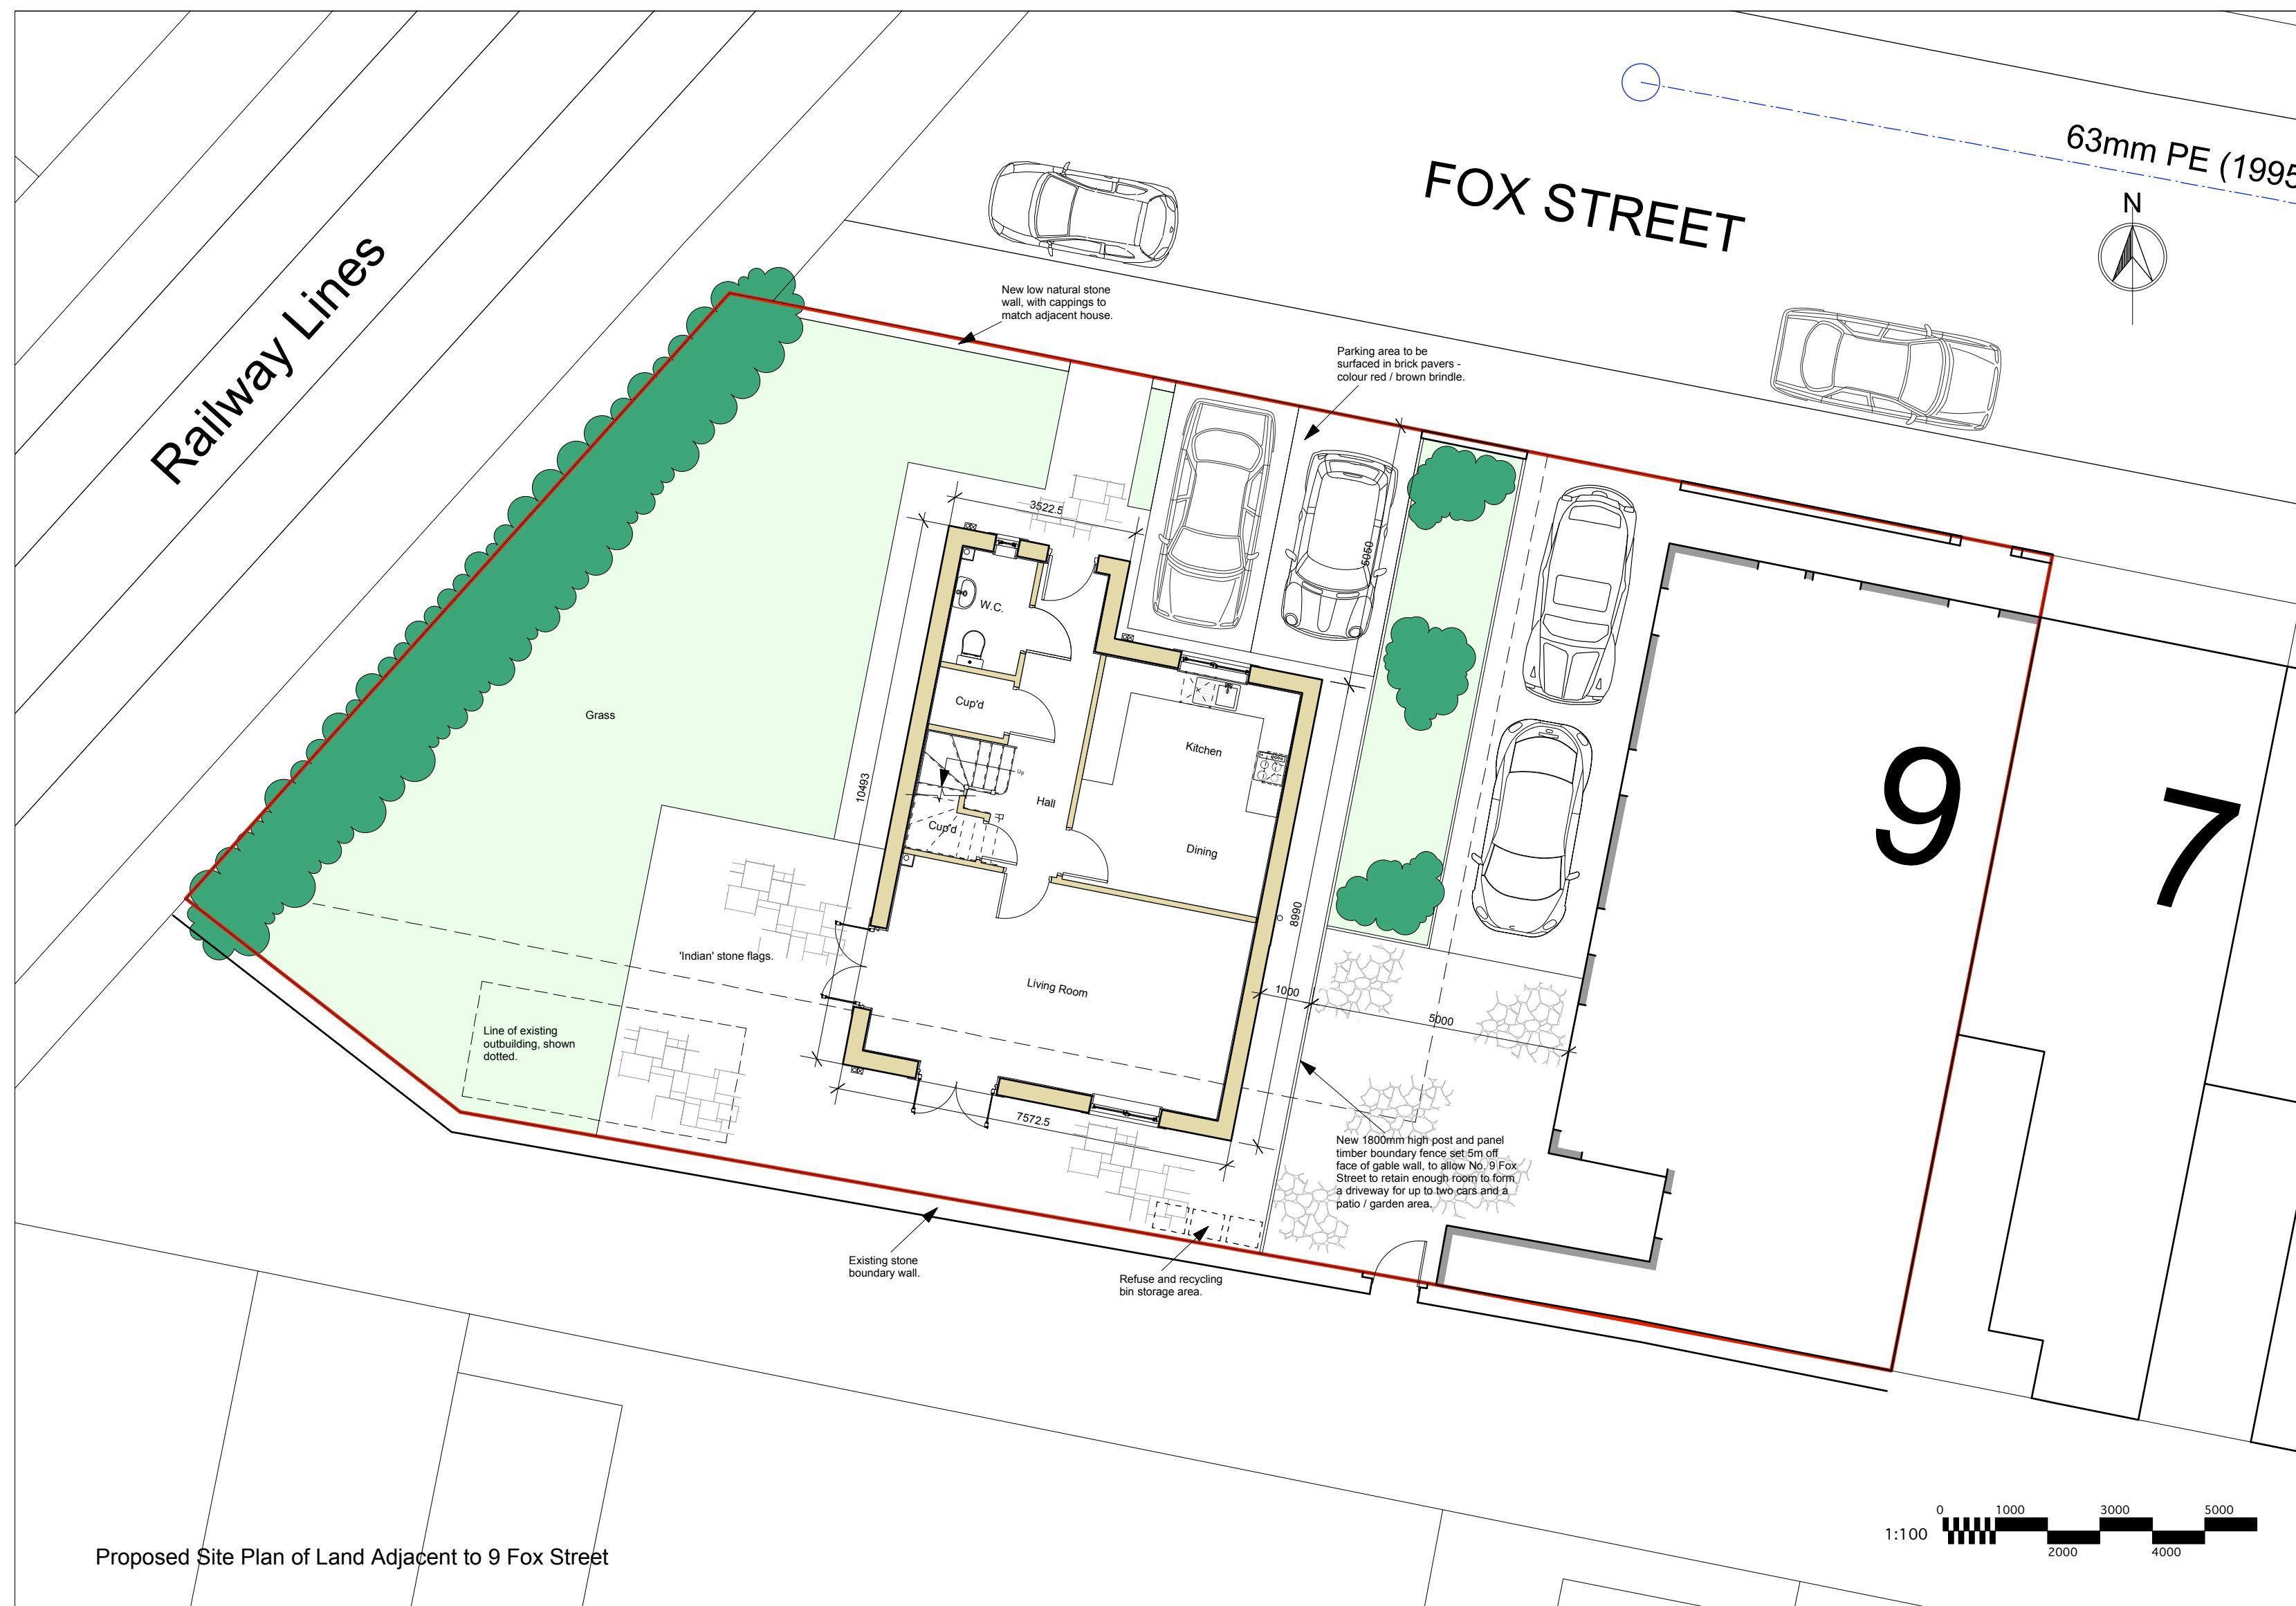 63mm PE (1995
FOX STREET
N
Railway Lines
New low natural stone
wall, with cappings to
match adjacent house.
Parking area to be
surfaced in brick pavers -
colour red / brown brindle.
3522.5
5050
W.C.
Cup'd
Grass
Kitchen
Up
10493
Hall
Cup'd
Dining
9
7
8990
'Indian' stone flags.
Living Room
1000
5000
Line of existing
outbuilding, shown
dotted.
7572.5
New 1800mm high post and panel
timber boundary fence set 5m off
face of gable wall, to allow No. 9 Fox
Street to retain enough room to form
a driveway for up to two cars and a
patio / garden area.
Existing stone
boundary wall.
Refuse and recycling
bin storage area.
0 1000 3000 5000
1:100
2000 4000
Proposed Site Plan of Land Adjacent to 9 Fox Street